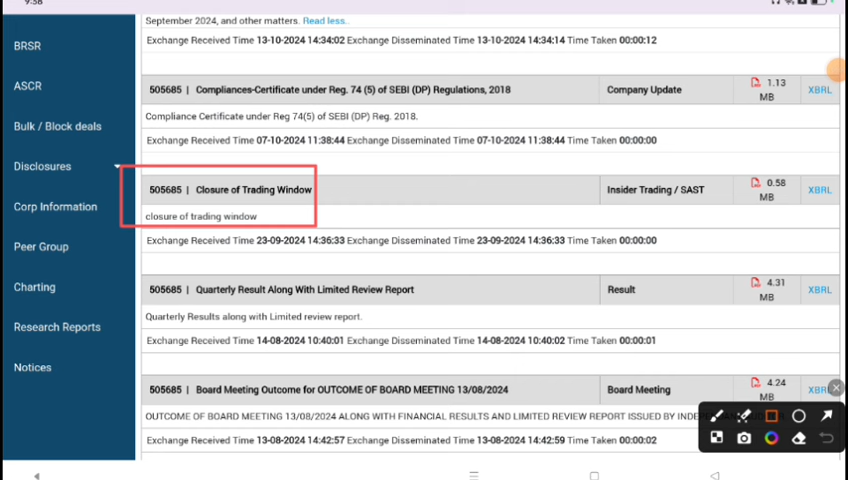 9:58
September 2024, and other matters. Read less..
Exchange Received Time 13-10-2024 14:34:02 Exchange Disseminated Time 13-10-2024 14:34:14 Time Taken 00:00:12
505685 | Compliances-Certificate under Reg. 74 (5) of SEBI (DP) Regulations, 2018 Company Update 1.13 MB XBRL
Compliance Certificate under Reg 74(5) of SEBI (DP) Reg. 2018.
Exchange Received Time 07-10-2024 11:38:44 Exchange Disseminated Time 07-10-2024 11:38:44 Time Taken 00:00:00
505685 | Closure of Trading Window Insider Trading / SAST 0.58 MB XBRL
closure of trading window
Exchange Received Time 23-09-2024 14:36:33 Exchange Disseminated Time 23-09-2024 14:36:33 Time Taken 00:00:00
505685 | Quarterly Result Along With Limited Review Report Result 4.31 MB XBRL
Quarterly Results along with Limited review report.
Exchange Received Time 14-08-2024 10:40:01 Exchange Disseminated Time 14-08-2024 10:40:02 Time Taken 00:00:01
505685 | Board Meeting Outcome for OUTCOME OF BOARD MEETING 13/08/2024 Board Meeting 4.24 MB XBRL
OUTCOME OF BOARD MEETING 13/08/2024 ALONG WITH FINANCIAL RESULTS AND LIMITED REVIEW REPORT ISSUED BY
Exchange Received Time 13-08-2024 14:42:57 Exchange Disseminated Time 13-08-2024 14:42:59 Time Taken 00:00:02
BRSR
ASCR
Bulk / Block deals
Disclosures
Corp Information
Peer Group
Charting
Research Reports
Notices